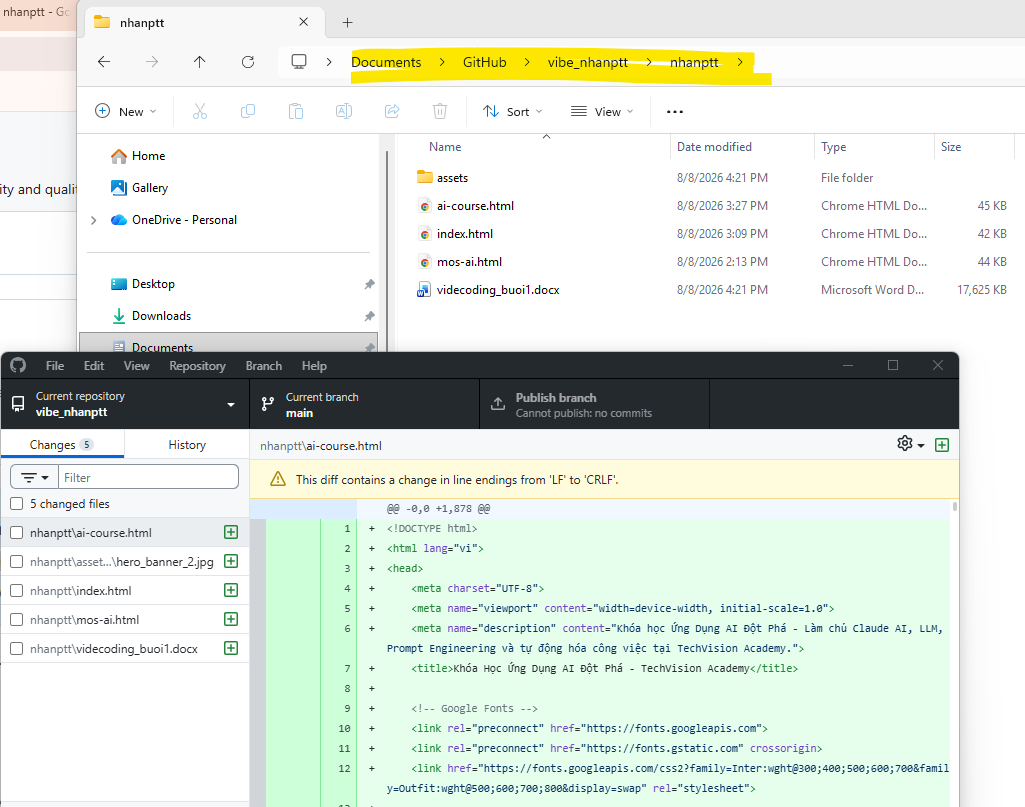 nhanptt - Go
nhanptt
Documents > GitHub > vibe_nhanptt > nhanptt >
New
Sort
View
Home
Gallery
OneDrive - Personal
Desktop
Downloads
Documents
ity and quali
Name Date modified Type Size
assets 8/8/2026 4:21 PM File folder
ai-course.html 8/8/2026 3:27 PM Chrome HTML Do... 45 KB
index.html 8/8/2026 3:09 PM Chrome HTML Do... 42 KB
mos-ai.html 8/8/2026 2:13 PM Chrome HTML Do... 44 KB
videcoding_buoi1.docx 8/8/2026 4:21 PM Microsoft Word D... 17,625 KB
File Edit View Repository Branch Help
Current repository
vibe_nhanptt
Current branch
main
Publish branch
Cannot publish: no commits
Changes 5
History
Filter
5 changed files
nhanptt\ai-course.html
nhanptt\asset...\hero_banner_2.jpg
nhanptt\index.html
nhanptt\mos-ai.html
nhanptt\videcoding_buoi1.docx
nhanptt\ai-course.html
This diff contains a change in line endings from 'LF' to 'CRLF'.
@@ -0,0 +1,878 @@
1 + <!DOCTYPE html>
2 + <html lang="vi">
3 + <head>
4 + <meta charset="UTF-8">
5 + <meta name="viewport" content="width=device-width, initial-scale=1.0">
6 + <meta name="description" content="Khóa học Ứng Dụng AI Đột Phá - Làm chủ Claude AI, LLM,
Prompt Engineering và tự động hóa công việc tại TechVision Academy.">
7 + <title>Khóa Học Ứng Dụng AI Đột Phá - TechVision Academy</title>
8 +
9 + <!-- Google Fonts -->
10 + <link rel="preconnect" href="https://fonts.googleapis.com">
11 + <link rel="preconnect" href="https://fonts.gstatic.com" crossorigin>
12 + <link href="https://fonts.googleapis.com/css2?family=Inter:wght@300;400;500;600;700&famil
y=Outfit:wght@500;600;700;800&display=swap" rel="stylesheet">